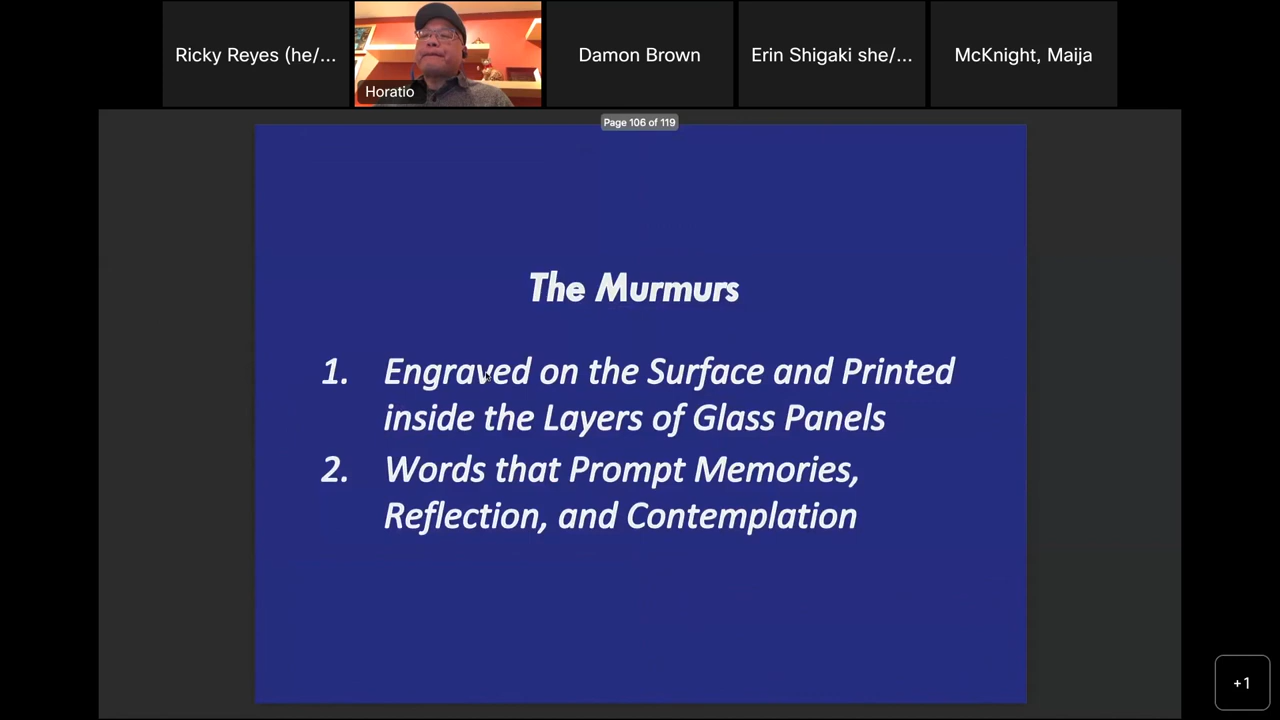 Ricky Reyes (he/...
Horatio
Damon Brown
Erin Shigaki she/...
McKnight, Maija
Page 106 of 119
The Murmurs
1. Engraved on the Surface and Printed
inside the Layers of Glass Panels
2. Words that Prompt Memories,
Reflection, and Contemplation
+1